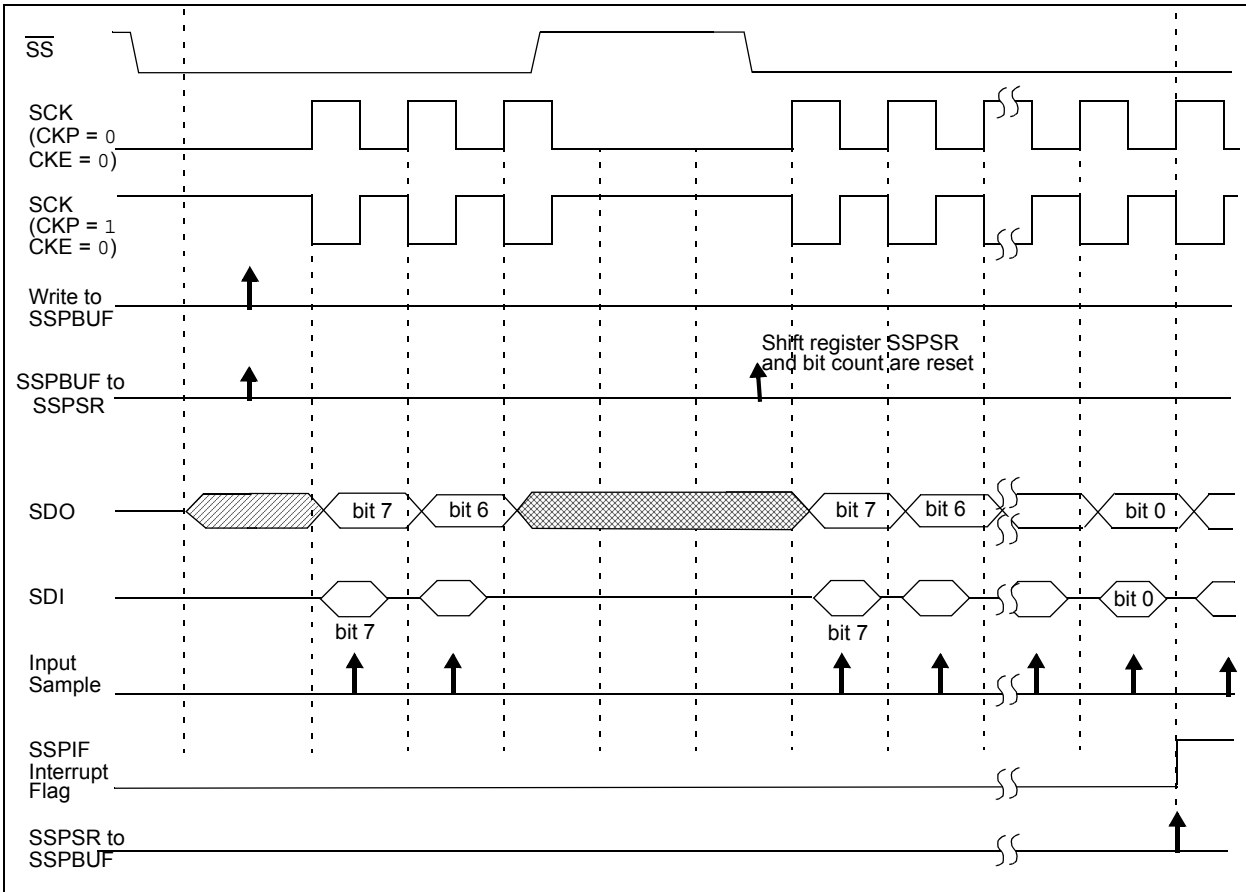 SS
SCK
(CKP = 0
CKE = 0)
SCK
(CKP = 1
CKE = 0)
Write to
SSPBUF
Shift register SSPSR
and bit count are reset
SSPBUF to
SSPSR
SDO
bit 7
bit 6
bit 7
bit 6
bit 0
SDI
bit 0
bit 7
bit 7
Input
Sample
SSPIF
Interrupt
Flag
SSPSR to
SSPBUF